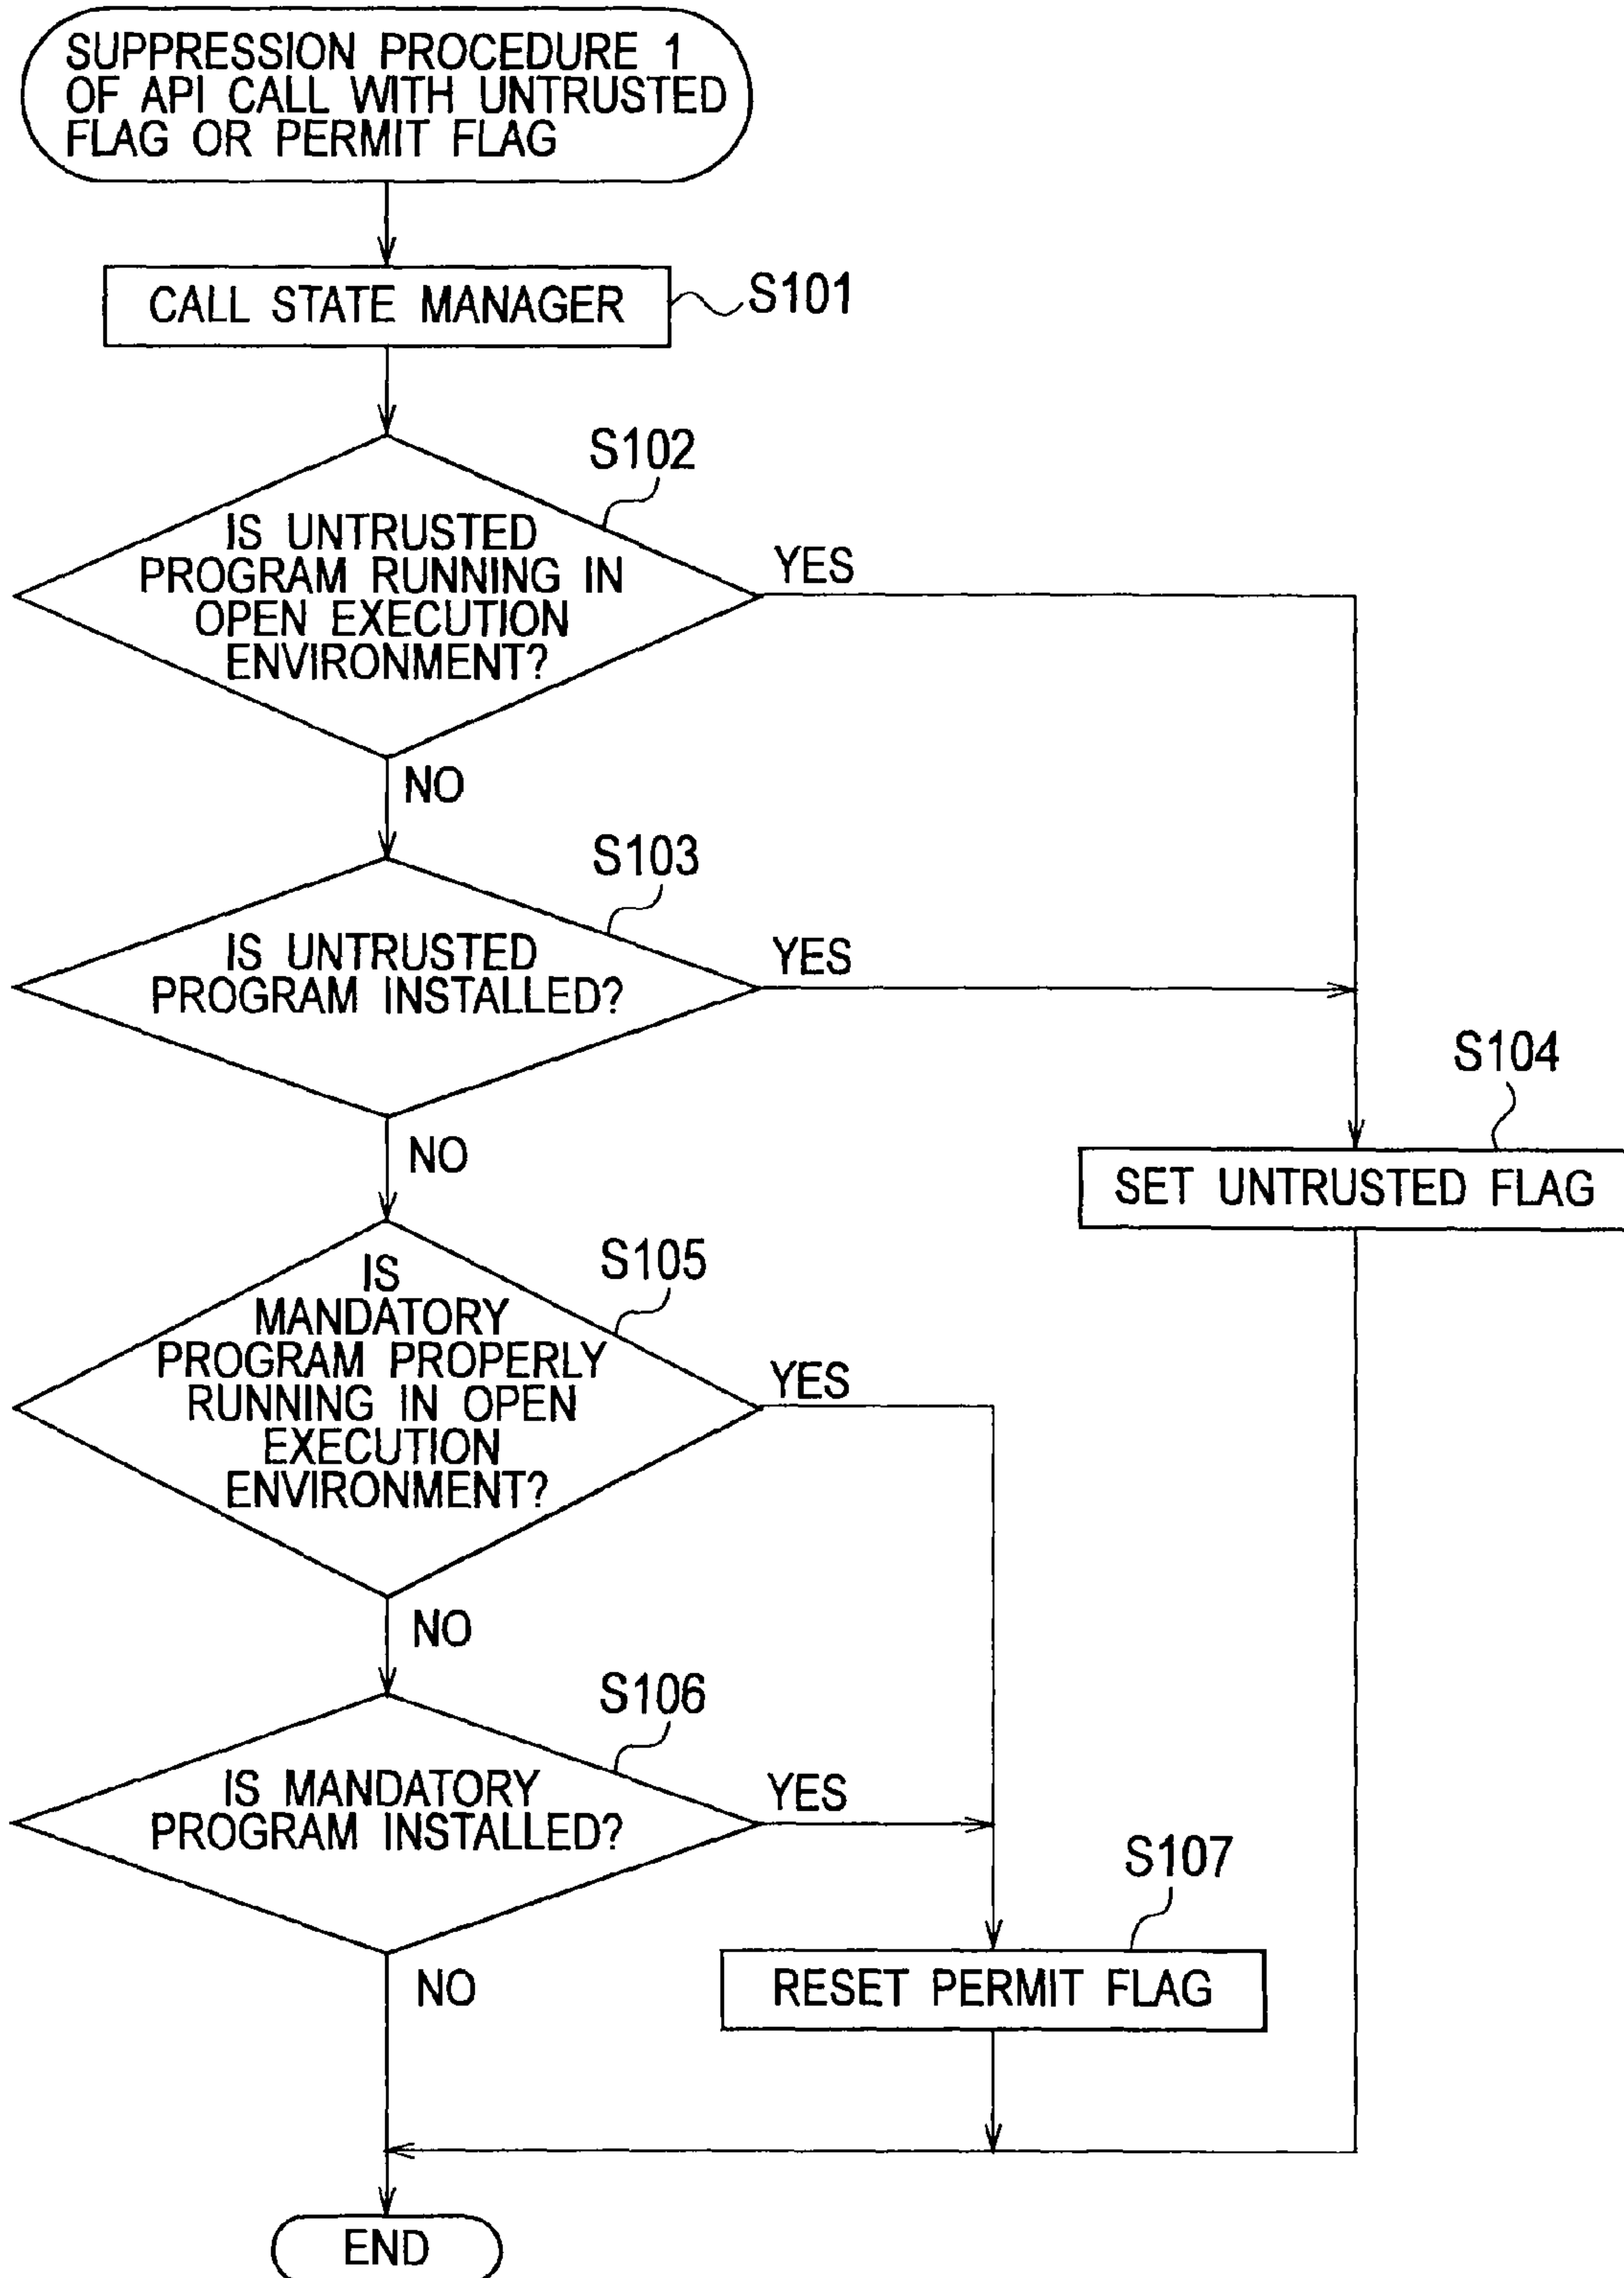 SUPPRESSION PROCEDURE 1
OF API CALL WITH UNTRUSTED
FLAG OR PERMIT FLAG
CALL STATE MANAGER
S101
S102
IS UNTRUSTED
PROGRAM RUNNING IN
OPEN EXECUTION
ENVIRONMENT?
YES
NO
S103
IS UNTRUSTED
PROGRAM INSTALLED?
YES
NO
S104
SET UNTRUSTED FLAG
S105
IS
MANDATORY
PROGRAM PROPERLY
RUNNING IN OPEN
EXECUTION
ENVIRONMENT?
YES
NO
S106
IS MANDATORY
PROGRAM INSTALLED?
YES
NO
S107
RESET PERMIT FLAG
END